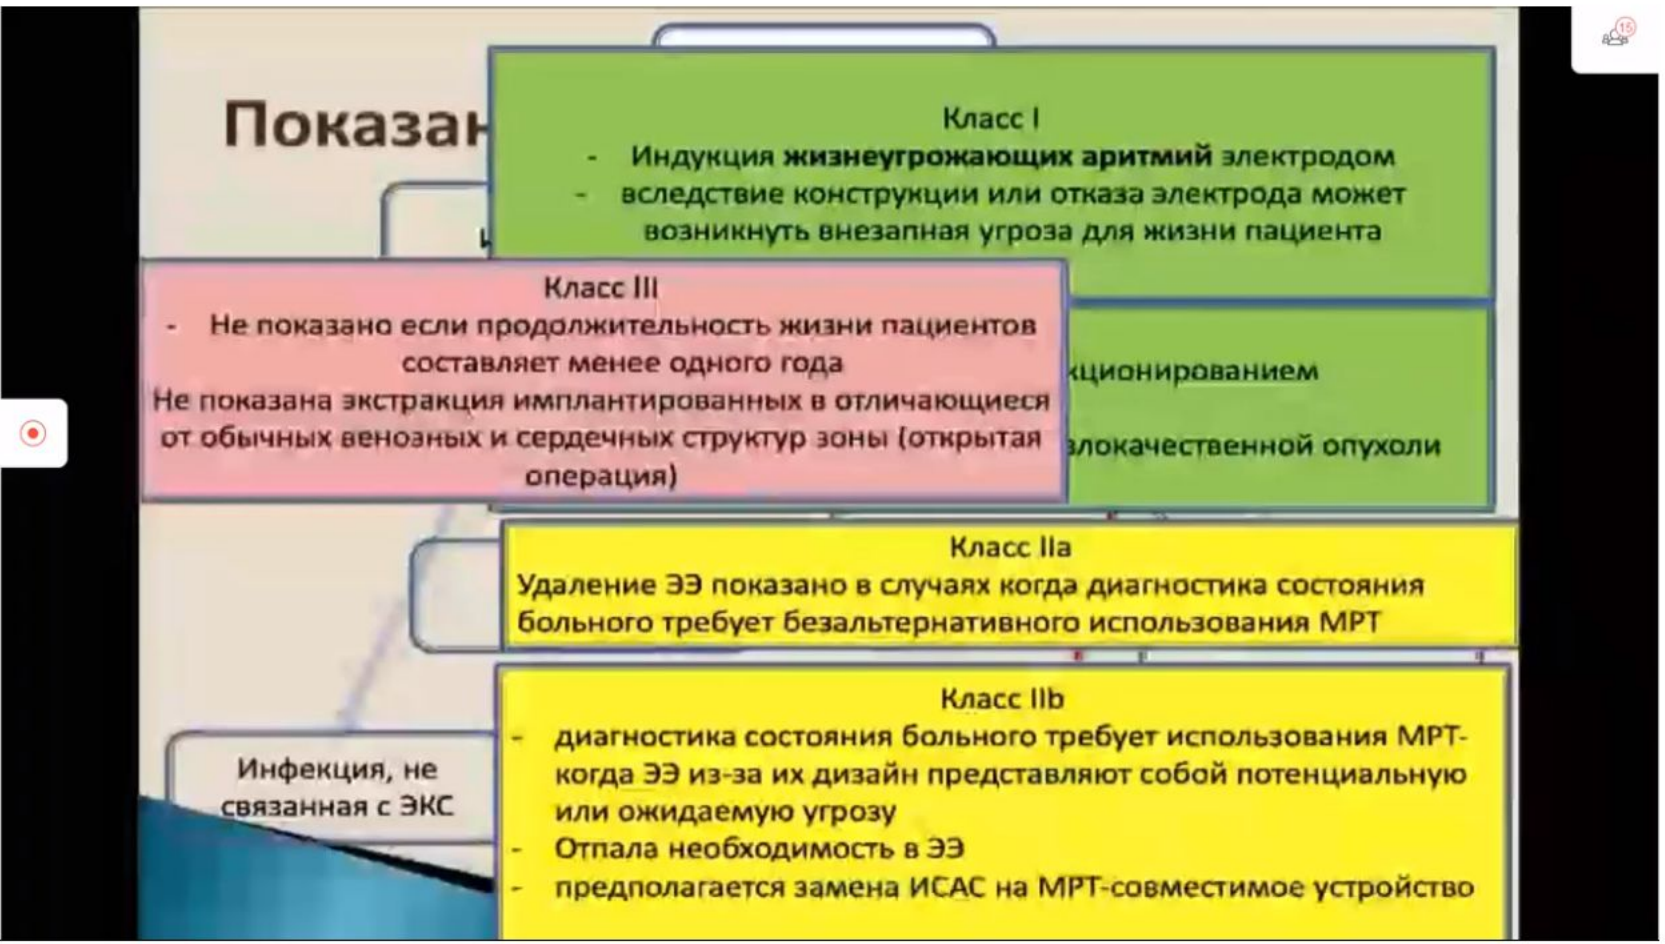 15
Показан
Класс I
- Индукция жизнеугрожающих аритмий электродом
- вследствие конструкции или отказа электрода может
возникнуть внезапная угроза для жизни пациента
Класс III
- Не показано если продолжительность жизни пациентов
составляет менее одного года
Не показана экстракция имплантированных в отличающиеся
от обычных венозных и сердечных структур зоны (открытая
операция)
кционированием
злокачественной опухоли
Класс IIa
Удаление ЭЭ показано в случаях когда диагностика состояния
больного требует безальтернативного использования МРТ
Класс IIb
- диагностика состояния больного требует использования МРТ-
когда ЭЭ из-за их дизайн представляют собой потенциальную
или ожидаемую угрозу
- Отпала необходимость в ЭЭ
- предполагается замена ИСАС на МРТ-совместимое устройство
Инфекция, не
связанная с ЭКС